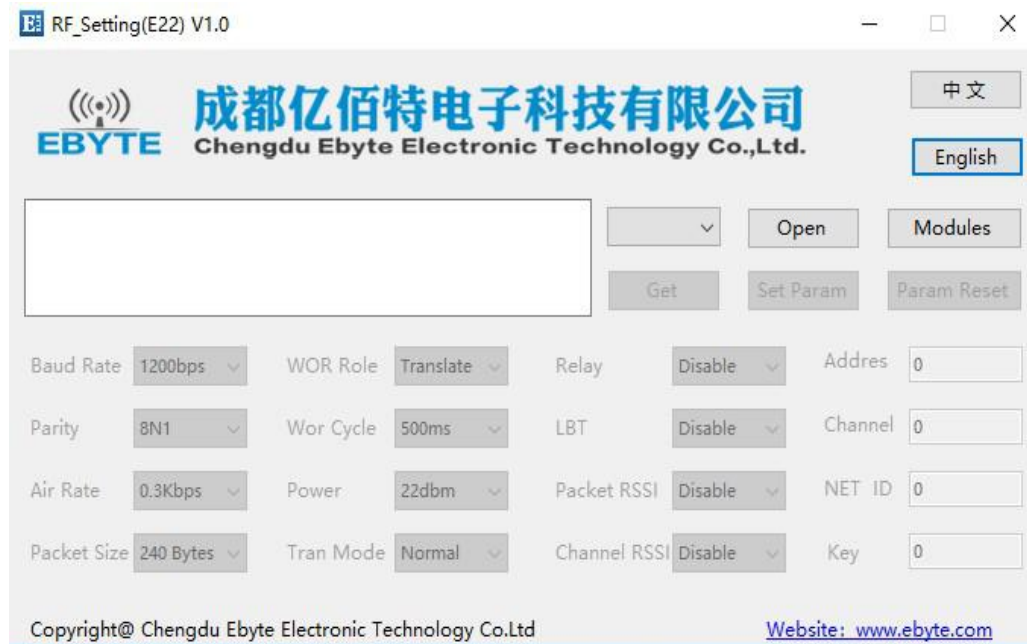 RF_Setting(E22) V1.0
中文
EBYTE
成都亿佰特电子科技有限公司
Chengdu Ebyte Electronic Technology Co.,Ltd.
English
Open
Modules
Get
Set Param
Param Reset
Baud Rate 1200bps WOR Role Translate Relay Disable Addres 0
Parity 8N1 Wor Cycle 500ms LBT Disable Channel 0
Air Rate 0.3Kbps Power 22dbm Packet RSSI Disable NET ID 0
Packet Size 240 Bytes Tran Mode Normal Channel RSSI Disable Key 0
Copyright@ Chengdu Ebyte Electronic Technology Co.Ltd Website: www.ebyte.com